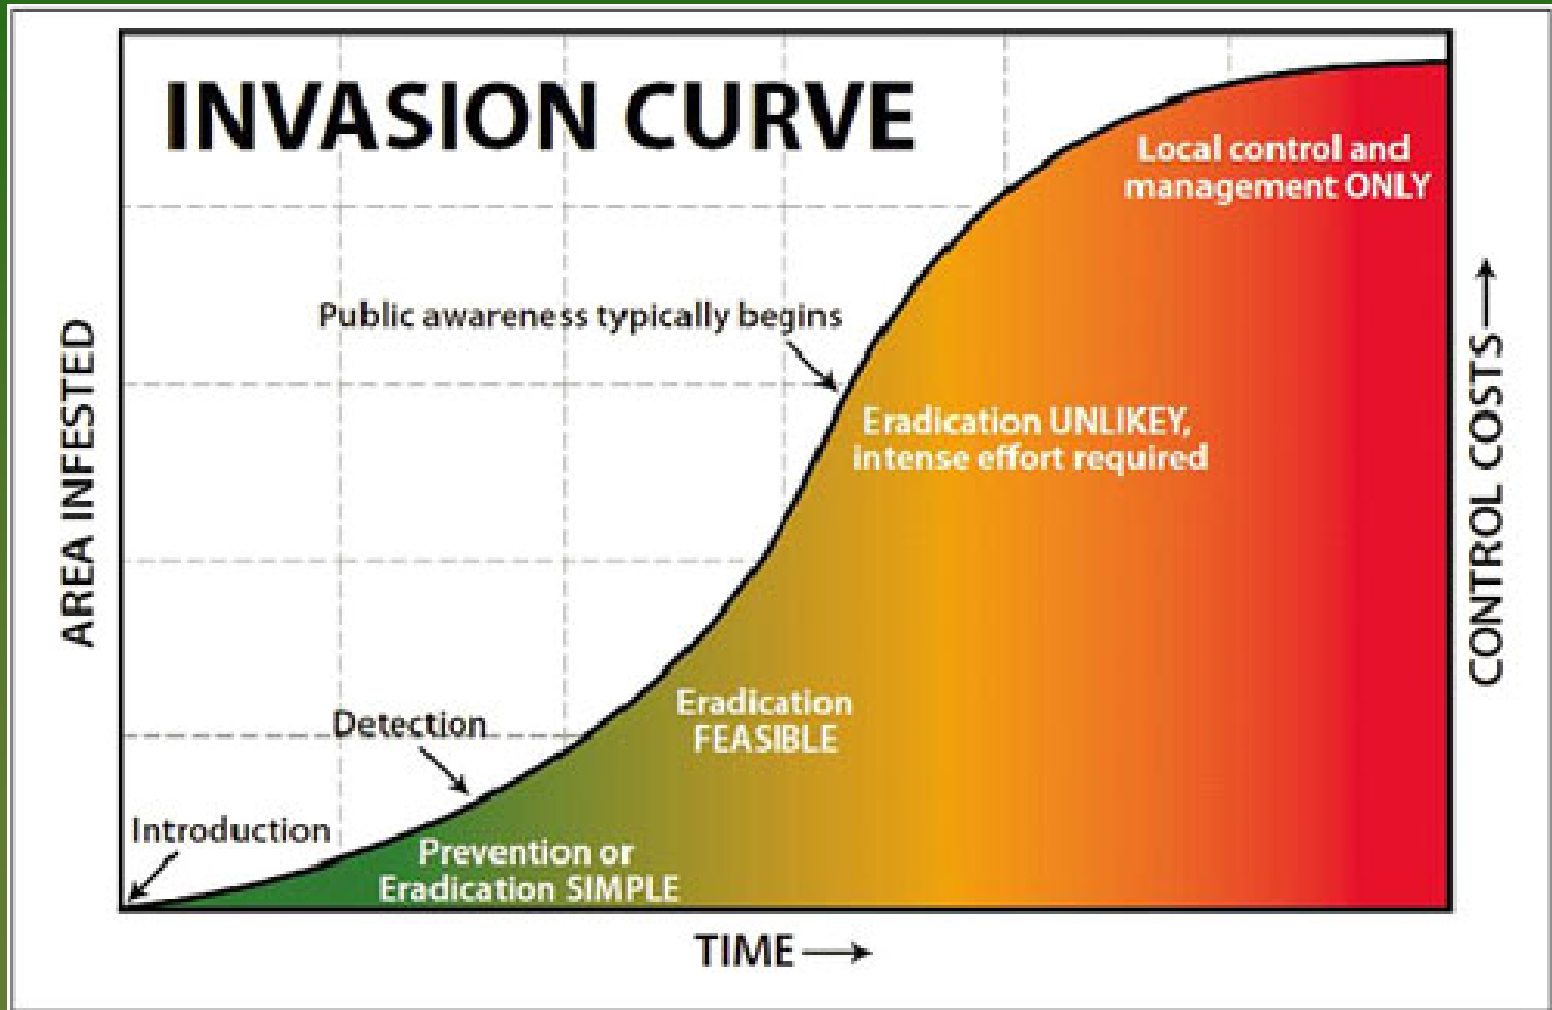 INVASION CURVE
Local control and
management ONLY
Public awareness typically begins
Eradication UNLIKEY,
intense effort required
Eradication
FEASIBLE
Detection
Introduction
Prevention or
Eradication SIMPLE
AREA INFESTED
CONTROL COSTS→
TIME→